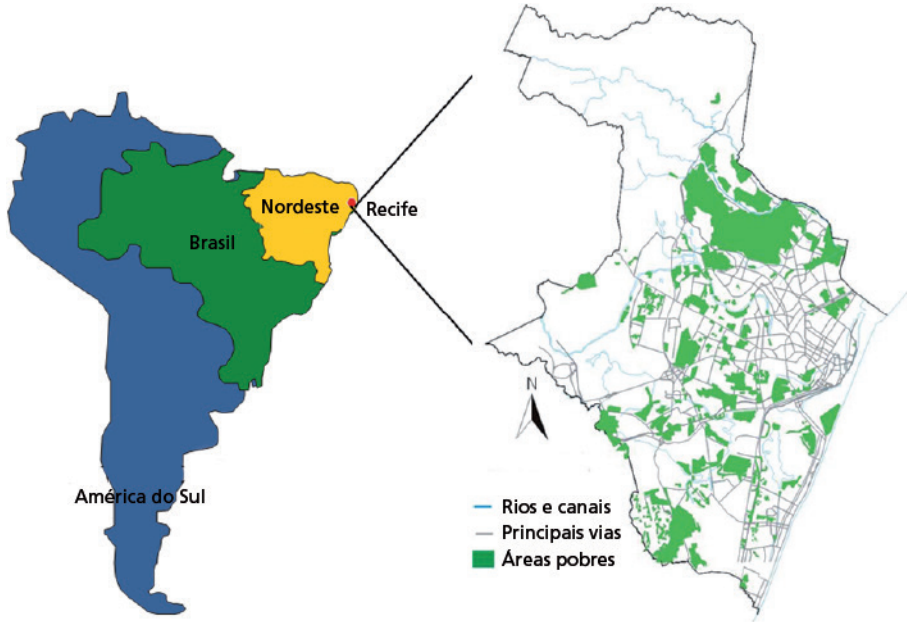 Nordeste
Recife
Brasil
América do Sul
N
Rios e canais
Principais vias
Áreas pobres